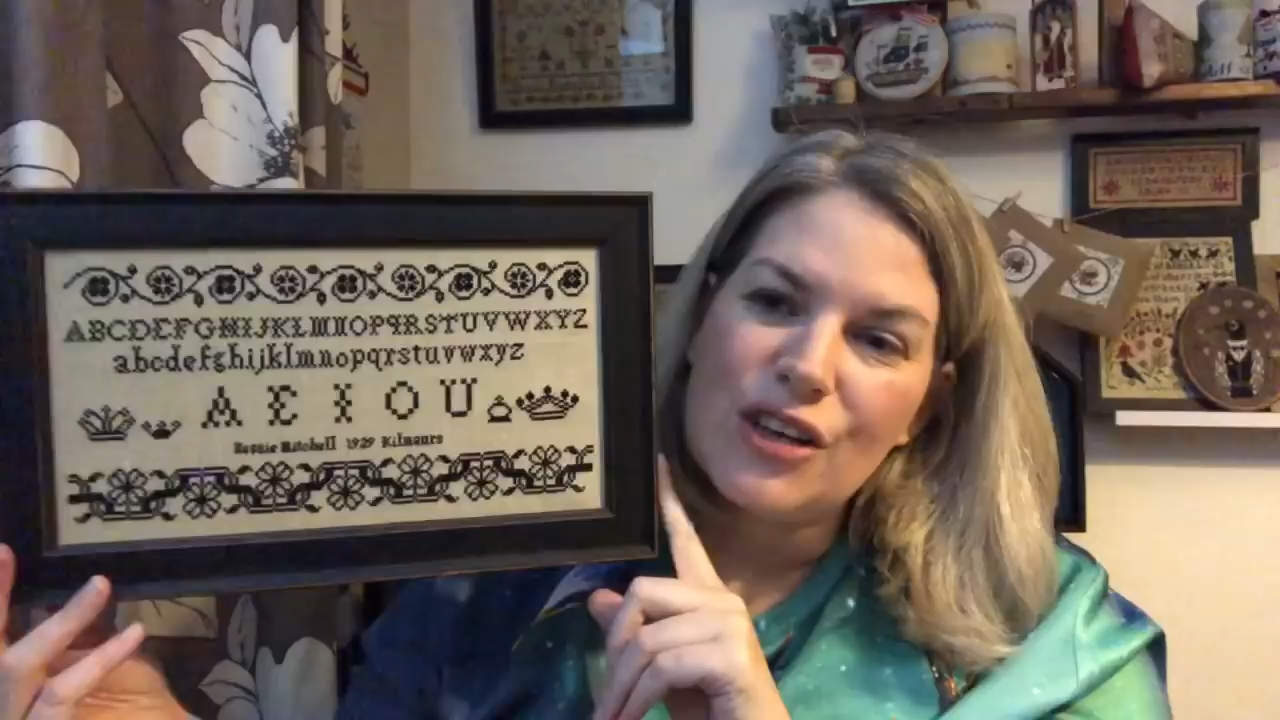 ABCDEFGHIJKLMNOPQRSTUVWXYZ
abcdefghijklmnopqrstuvwxyz
A E I O U
Bessie Mitchell 1929 Kilmaurs